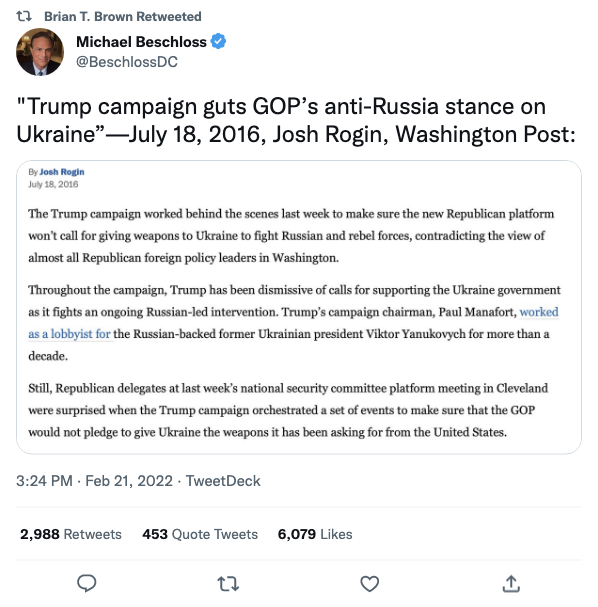 Brian T. Brown Retweeted
Michael Beschloss
@BeschlossDC
"Trump campaign guts GOP’s anti-Russia stance on
Ukraine”—July 18, 2016, Josh Rogin, Washington Post:
By Josh Rogin
July 18, 2016
The Trump campaign worked behind the scenes last week to make sure the new Republican platform
won’t call for giving weapons to Ukraine to fight Russian and rebel forces, contradicting the view of
almost all Republican foreign policy leaders in Washington.
Throughout the campaign, Trump has been dismissive of calls for supporting the Ukraine government
as it fights an ongoing Russian-led intervention. Trump’s campaign chairman, Paul Manafort, worked
as a lobbyist for the Russian-backed former Ukrainian president Viktor Yanukovych for more than a
decade.
Still, Republican delegates at last week’s national security committee platform meeting in Cleveland
were surprised when the Trump campaign orchestrated a set of events to make sure that the GOP
would not pledge to give Ukraine the weapons it has been asking for from the United States.
3:24 PM · Feb 21, 2022 · TweetDeck
2,988 Retweets 453 Quote Tweets 6,079 Likes